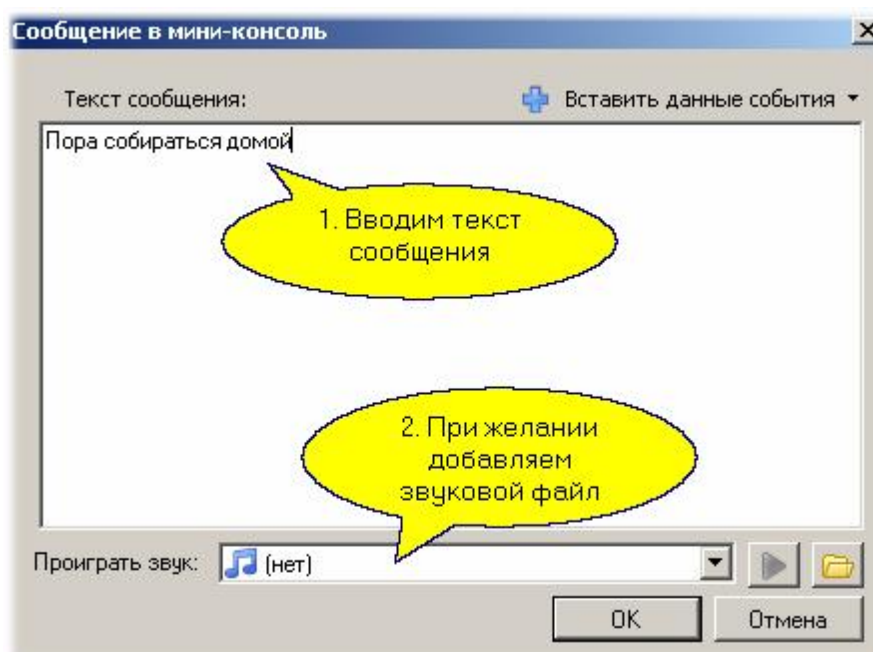 Сообщение в мини-консоль
Текст сообщения:
Вставить данные события
Пора собираться домой
1. Вводим текст
сообщения
2. При желании
добавляем
звуковой файл
Проиграть звук:
(нет)
OK
Отмена